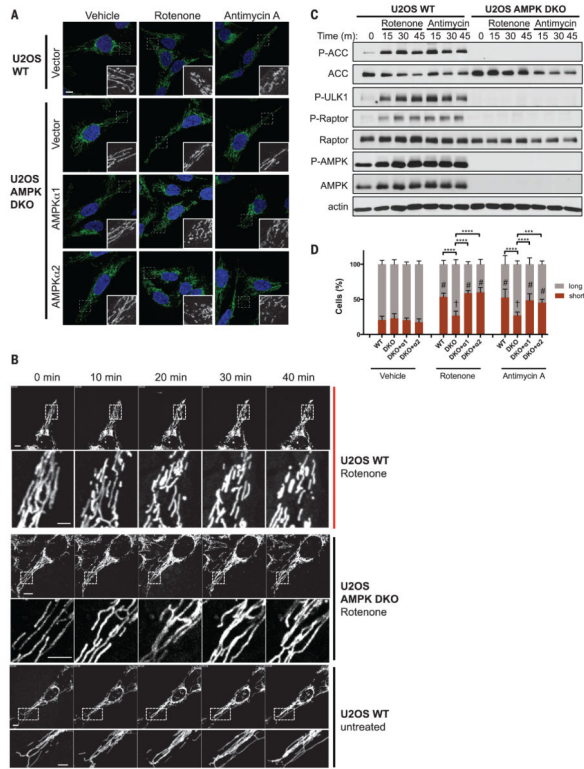 A
Vehicle Rotenone Antimycin A
U2OS WT
Vector
U2OS AMPK DKO
Vector
AMPKα1
AMPKα2
B
0 min 10 min 20 min 30 min 40 min
U2OS WT
Rotenone
U2OS
AMPK DKO
Rotenone
U2OS WT
untreated
C
U2OS WT U2OS AMPK DKO
Rotenone Antimycin Rotenone Antimycin
Time (m): 0 15 30 45 15 30 45 0 15 30 45 15 30 45
P-ACC
ACC
P-ULK1
P-Raptor
Raptor
P-AMPK
AMPK
actin
D
Cells (%)
100
50
0
**** **** **** **** **** ***
# † # # # † # #
long
short
WT DKO DKO+α1 DKO+α2 WT DKO DKO+α1 DKO+α2 WT DKO DKO+α1 DKO+α2
Vehicle Rotenone Antimycin A